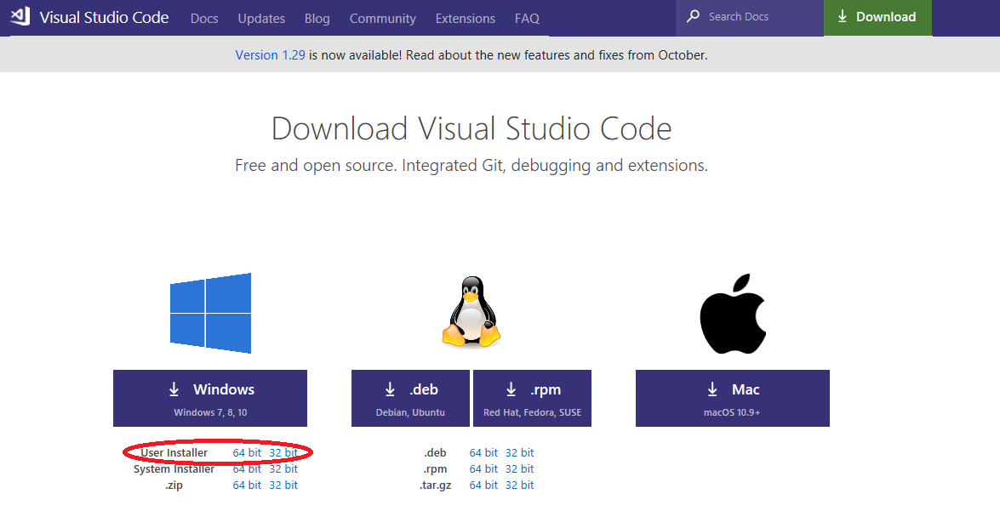 Visual Studio Code Docs Updates Blog Community Extensions FAQ Search Docs Download
Version 1.29 is now available! Read about the new features and fixes from October.
Download Visual Studio Code
Free and open source. Integrated Git, debugging and extensions.
Windows
Windows 7, 8, 10
User Installer 64 bit 32 bit
System Installer 64 bit 32 bit
.zip 64 bit 32 bit
.deb
Debian, Ubuntu
.rpm
Red Hat, Fedora, SUSE
.deb 64 bit 32 bit
.rpm 64 bit 32 bit
.tar.gz 64 bit 32 bit
Mac
macOS 10.9+